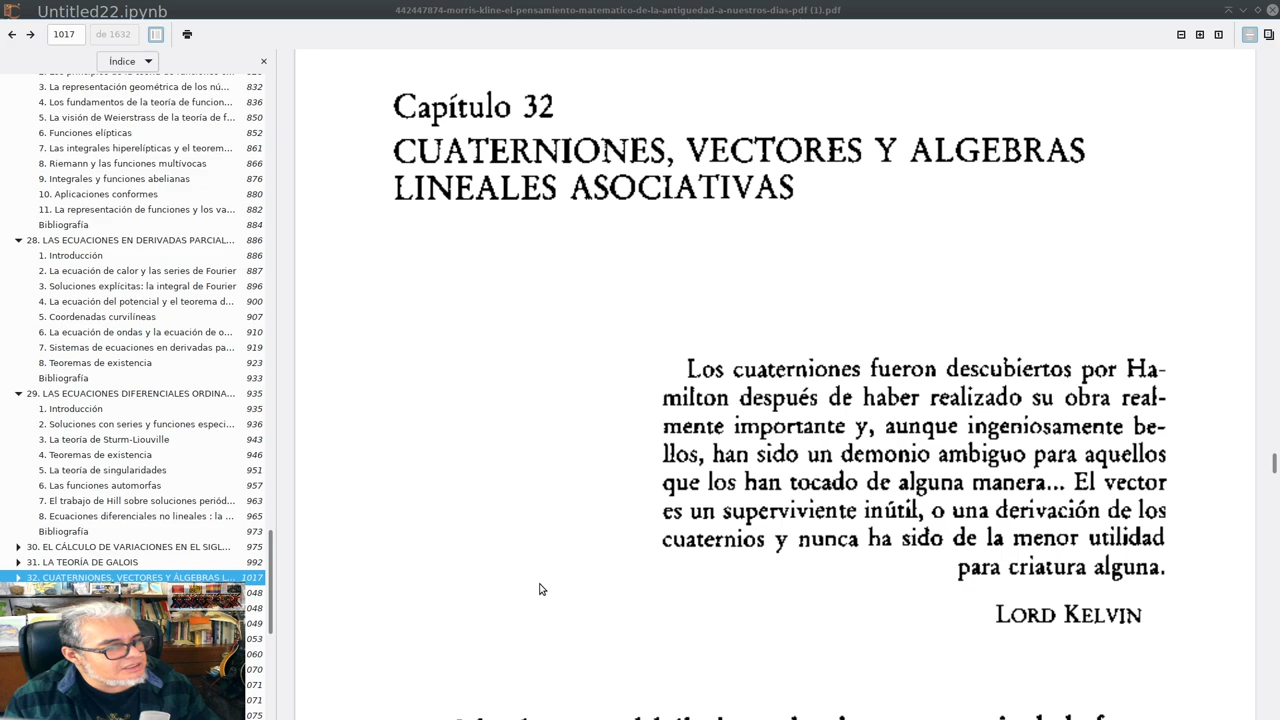 Untitled22.ipynb
442447874-morris-kline-el-pensamiento-matematico-de-la-antiguedad-a-nuestros-dias-pdf (1).pdf
1017 de 1632
Índice
3. La representación geométrica de los nú... 832
4. Los fundamentos de la teoría de funcion... 836
5. La visión de Weierstrass de la teoría de f... 850
6. Funciones elípticas 852
7. Las integrales hiperelípticas y el teorem... 861
8. Riemann y las funciones multívocas 866
9. Integrales y funciones abelianas 876
10. Aplicaciones conformes 880
11. La representación de funciones y los va... 882
Bibliografía 884
28. LAS ECUACIONES EN DERIVADAS PARCIAL... 886
1. Introducción 886
2. La ecuación de calor y las series de Fourier 887
3. Soluciones explícitas: la integral de Fourier 896
4. La ecuación del potencial y el teorema d... 900
5. Coordenadas curvilíneas 907
6. La ecuación de ondas y la ecuación de o... 910
7. Sistemas de ecuaciones en derivadas pa... 919
8. Teoremas de existencia 923
Bibliografía 933
29. LAS ECUACIONES DIFERENCIALES ORDINA... 935
1. Introducción 935
2. Soluciones con series y funciones especi... 936
3. La teoría de Sturm-Liouville 943
4. Teoremas de existencia 946
5. La teoría de singularidades 951
6. Las funciones automorfas 957
7. El trabajo de Hill sobre soluciones periód... 963
8. Ecuaciones diferenciales no lineales : la ... 965
Bibliografía 973
30. EL CÁLCULO DE VARIACIONES EN EL SIGL... 975
31. LA TEORÍA DE GALOIS 992
32. CUATERNIONES, VECTORES Y ÁLGEBRAS L... 1017
048
048
049
053
060
070
071
071
075
Capítulo 32
CUATERNIONES, VECTORES Y ALGEBRAS
LINEALES ASOCIATIVAS
Los cuaterniones fueron descubiertos por Ha-
milton después de haber realizado su obra real-
mente importante y, aunque ingeniosamente be-
llos, han sido un demonio ambiguo para aquellos
que los han tocado de alguna manera... El vector
es un superviviente inútil, o una derivación de los
cuaternios y nunca ha sido de la menor utilidad
para criatura alguna.
LORD KELVIN